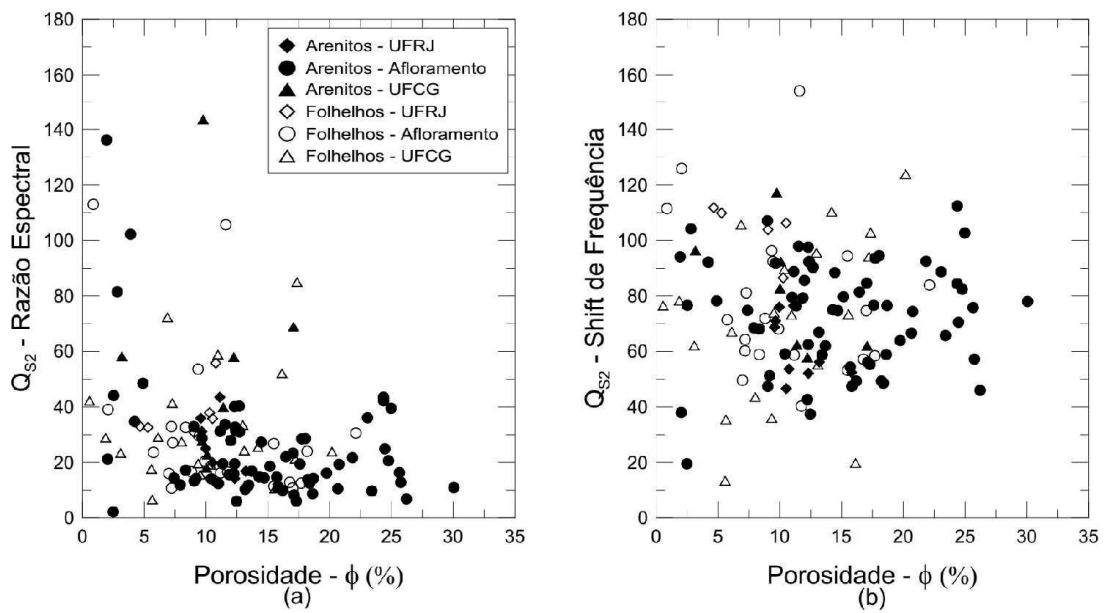 180
160
140
120
100
80
60
40
20
0
0 5 10 15 20 25 30 35
Q_S2 - Razão Espectral
Porosidade - ϕ (%)
(a)
Arenitos - UFRJ
Arenitos - Afloramento
Arenitos - UFCG
Folhelhos - UFRJ
Folhelhos - Afloramento
Folhelhos - UFCG
180
160
140
120
100
80
60
40
20
0
0 5 10 15 20 25 30 35
Q_S2 - Shift de Frequência
Porosidade - ϕ (%)
(b)